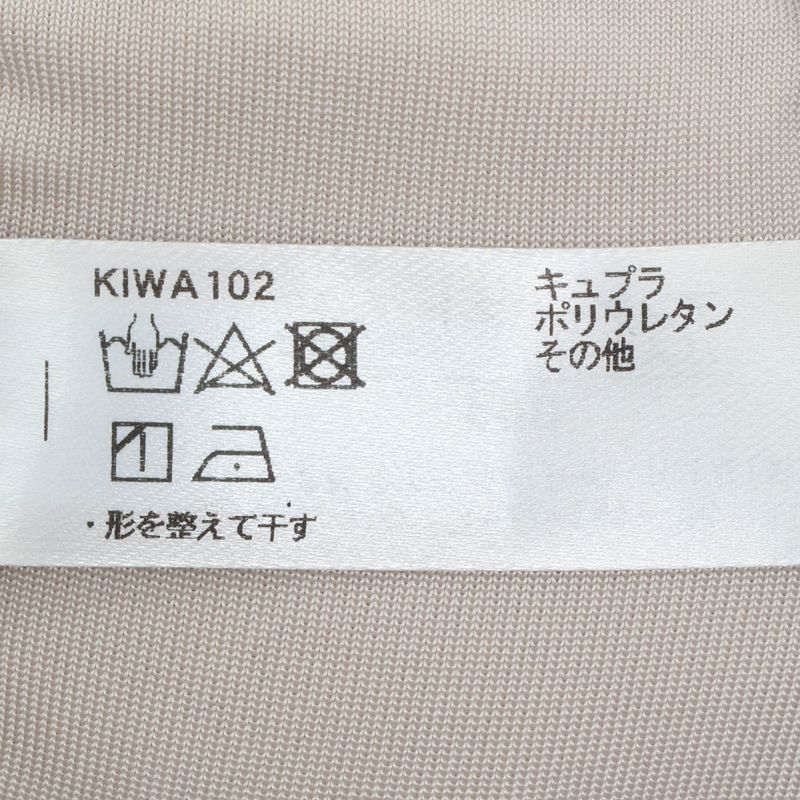 KIWA102
キュプラ
ポリウレタン
その他
・形を整えて干す